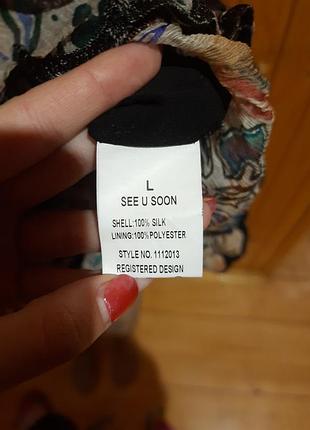 L
SEE U SOON
SHELL:100% SILK
LINING:100%POLYESTER
STYLE NO. 1112013
REGISTERED DESIGN